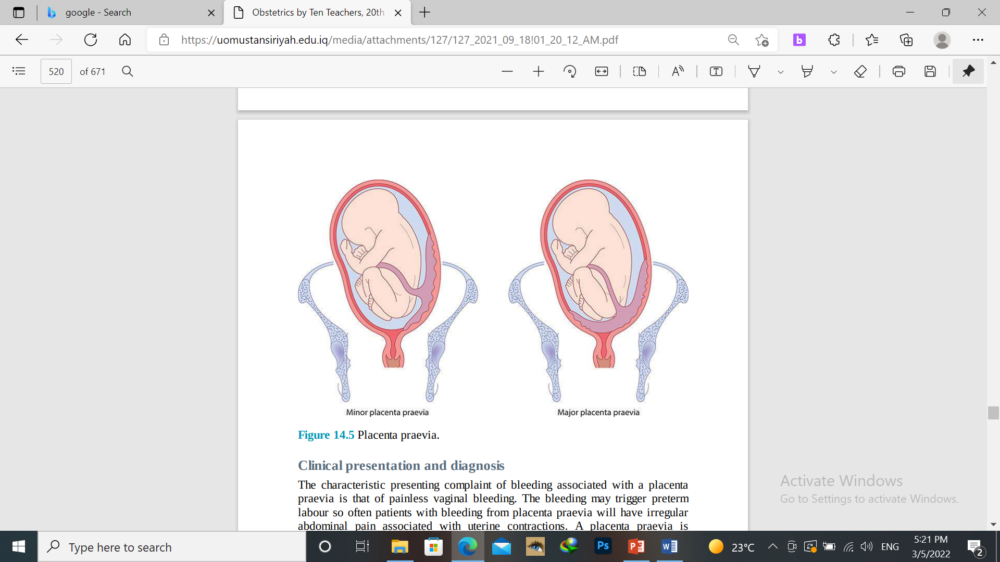 google - Search
Obstetrics by Ten Teachers, 20th
https://uomustansiriyah.edu.iq/media/attachments/127/127_2021_09_18!01_20_12_AM.pdf
520 of 671
Minor placenta praevia
Major placenta praevia
Figure 14.5 Placenta praevia.
Clinical presentation and diagnosis
The characteristic presenting complaint of bleeding associated with a placenta
praevia is that of painless vaginal bleeding. The bleeding may trigger preterm
labour so often patients with bleeding from placenta praevia will have irregular
abdominal pain associated with uterine contractions. A placenta praevia is
Activate Windows
Go to Settings to activate Windows.
Type here to search
Ps
23°C
ENG
5:21 PM
3/5/2022
2